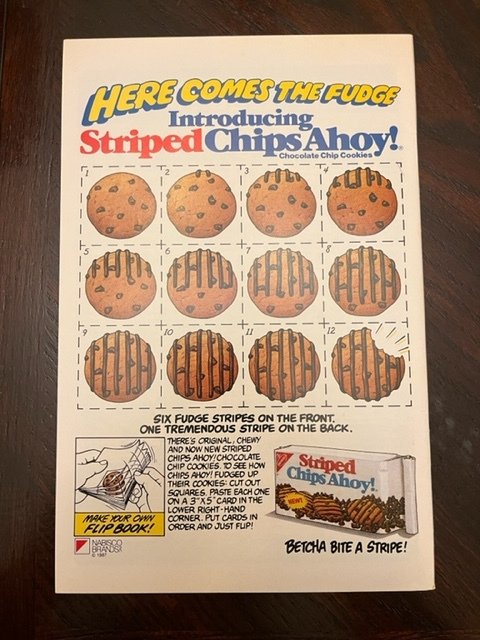 HERE COMES THE FUDGE
Introducing
Striped Chips Ahoy!®
Chocolate Chip Cookies
1 2 3 4
5 6 7 8
9 10 11 12
SIX FUDGE STRIPES ON THE FRONT.
ONE TREMENDOUS STRIPE ON THE BACK.
THERE'S ORIGINAL, CHEWY
AND NOW NEW STRIPED
CHIPS AHOY! CHOCOLATE
CHIP COOKIES. TO SEE HOW
CHIPS AHOY! FUDGED UP
THEIR COOKIES: CUT OUT
SQUARES. PASTE EACH ONE
ON A 3"X 5" CARD IN THE
LOWER RIGHT-HAND
CORNER. PUT CARDS IN
ORDER AND JUST FLIP!
MAKE YOUR OWN
FLIP BOOK!
NABISCO
BRANDS
© 1987
Striped
Chips Ahoy!
NEW!
BETCHA BITE A STRIPE!